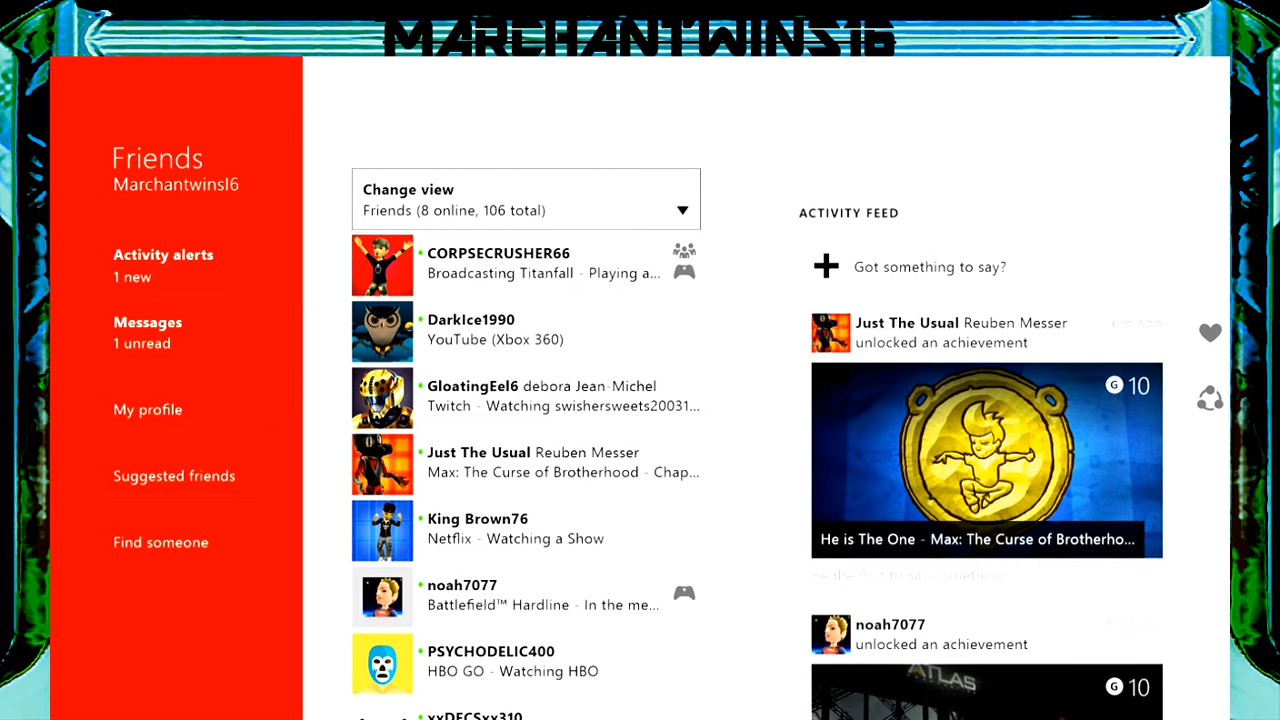 MARCHANTWINS16
Friends
Marchantwins16
Activity alerts
1 new
Messages
1 unread
My profile
Suggested friends
Find someone
Change view
Friends (8 online, 106 total)
CORPSECRUSHER66
Broadcasting Titanfall - Playing a...
DarkIce1990
YouTube (Xbox 360)
GloatingEel6 debora Jean-Michel
Twitch - Watching swishersweets20031...
Just The Usual Reuben Messer
Max: The Curse of Brotherhood - Chap...
King Brown76
Netflix - Watching a Show
noah7077
Battlefield™ Hardline - In the me...
PSYCHODELIC400
HBO GO - Watching HBO
xxDECSxx310
ACTIVITY FEED
Got something to say?
Just The Usual Reuben Messer
unlocked an achievement
G 10
He is The One - Max: The Curse of Brotherho...
noah7077
unlocked an achievement
ATLAS
G 10